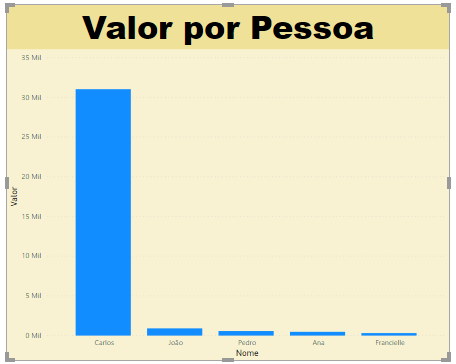 Valor por Pessoa
35 Mil
30 Mil
25 Mil
20 Mil
15 Mil
10 Mil
5 Mil
0 Mil
Valor
Carlos João Pedro Ana Francielle
Nome